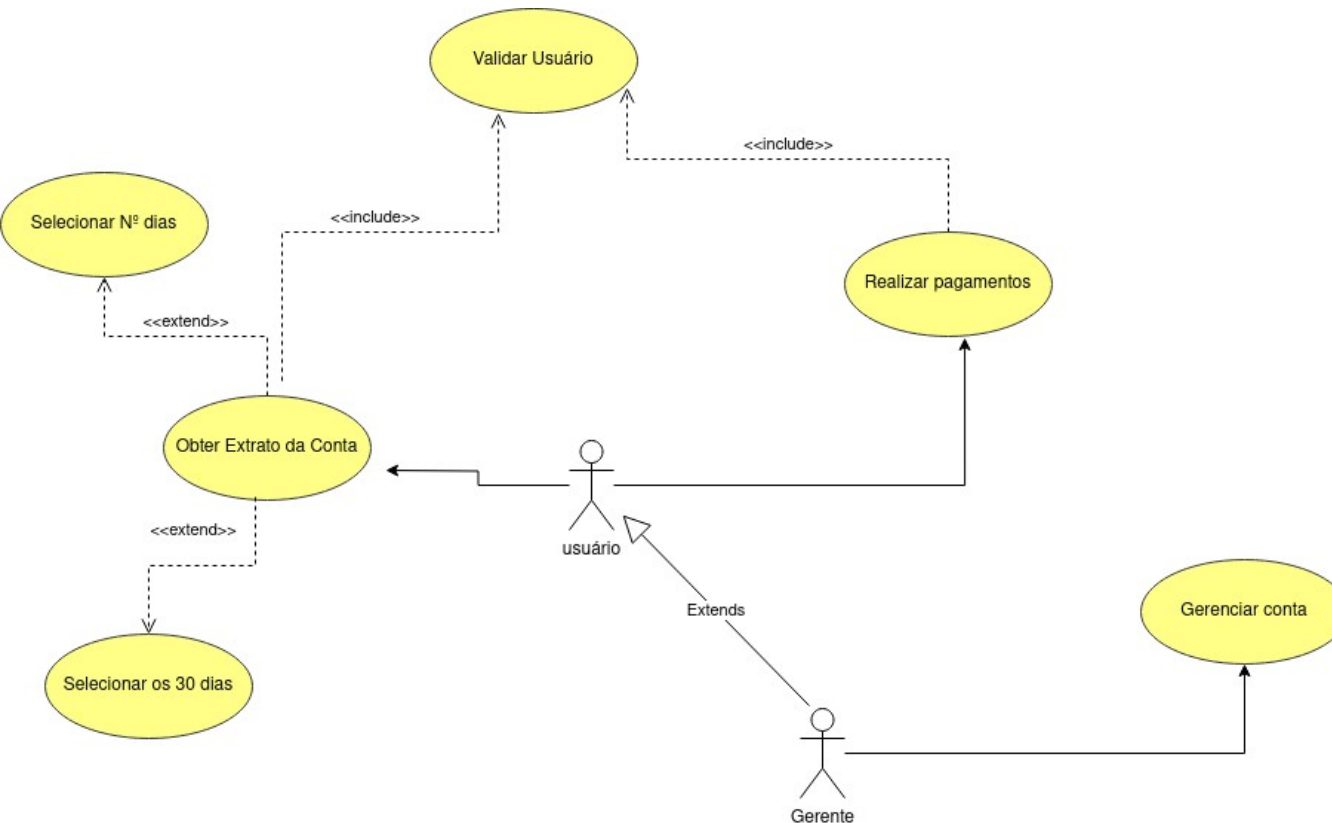 Validar Usuário
<<include>>
<<include>>
Selecionar Nº dias
Realizar pagamentos
<<extend>>
Obter Extrato da Conta
<<extend>>
usuário
Extends
Gerenciar conta
Selecionar os 30 dias
Gerente